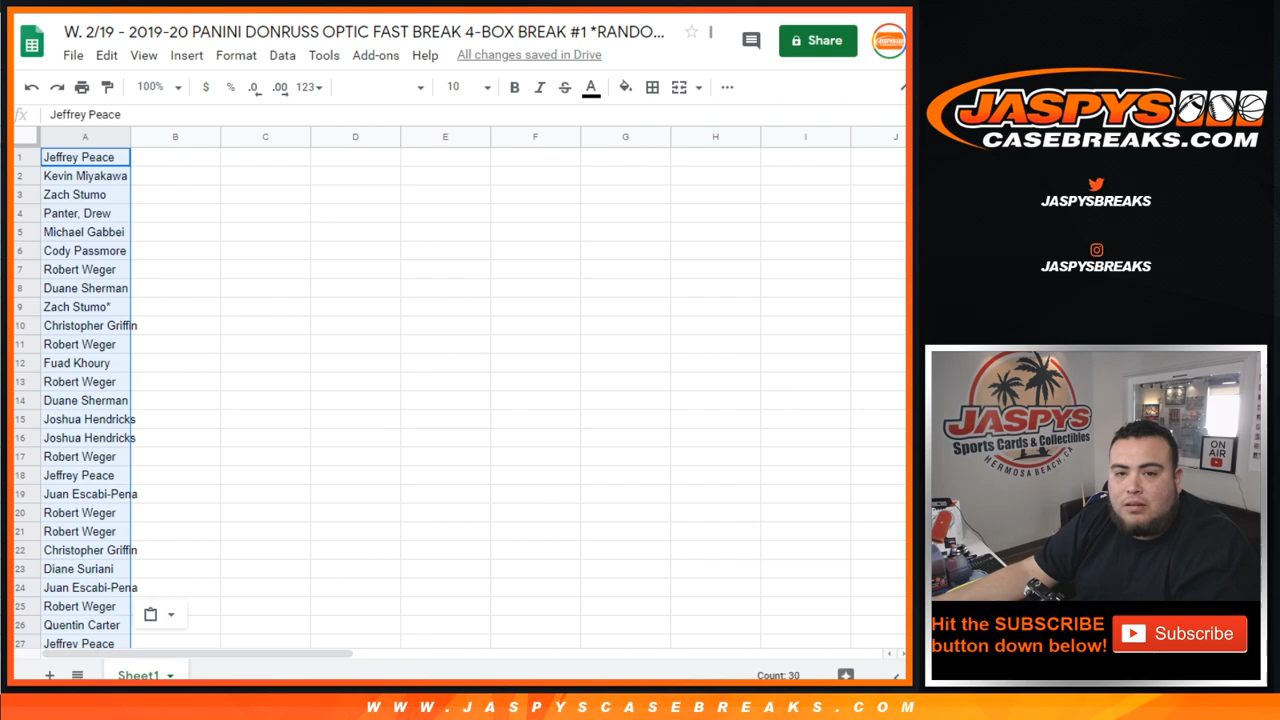 W. 2/19 - 2019-20 PANINI DONRUSS OPTIC FAST BREAK 4-BOX BREAK #1 *RANDO...
Share
File Edit View Insert Format Data Tools Add-ons Help All changes saved in Drive
100% $ % .0 .00 123 10 B I S A
fx Jeffrey Peace
A B C D E F G H I J
1 Jeffrey Peace
2 Kevin Miyakawa
3 Zach Stumo
4 Panter, Drew
5 Michael Gabbei
6 Cody Passmore
7 Robert Weger
8 Duane Sherman
9 Zach Stumo*
10 Christopher Griffin
11 Robert Weger
12 Fuad Khoury
13 Robert Weger
14 Duane Sherman
15 Joshua Hendricks
16 Joshua Hendricks
17 Robert Weger
18 Jeffrey Peace
19 Juan Escabi-Pena
20 Robert Weger
21 Robert Weger
22 Christopher Griffin
23 Diane Suriani
24 Juan Escabi-Pena
25 Robert Weger
26 Quentin Carter
27 Jeffrey Peace
Sheet1 Count: 30
JASPYS
CASEBREAKS.COM
JASPYSBREAKS
JASPYSBREAKS
JASPYS
Sports Cards & Collectibles
HERMOSA BEACH, CA
ON
AIR
Hit the SUBSCRIBE
button down below!
Subscribe
WWW.JASPYSCASEBREAKS.COM